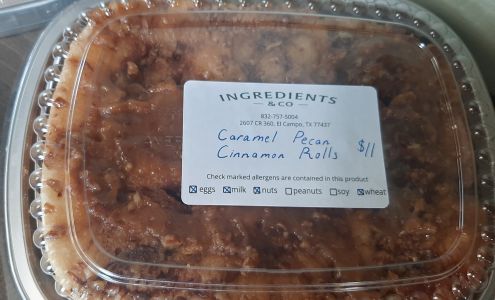 INGREDIENTS
& CO
832-757-5004
2607 CR 360, El Campo, TX 77437
Caramel Pecan
Cinnamon Rolls $11
Check marked allergens are contained in this product
☒ eggs ☒ milk ☒ nuts ☐ peanuts ☐ soy ☒ wheat